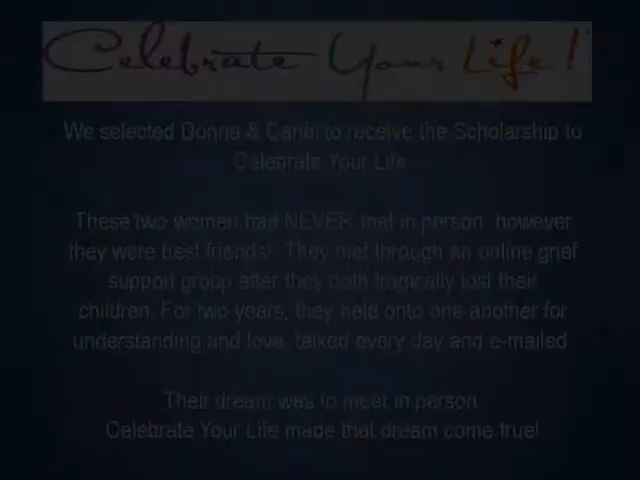 Celebrate Your Life!
We selected Donna & Candi to receive the Scholarship to
Celebrate Your Life
These two women had NEVER met in person, however
they were best friends! They met through an online grief
support group after they both tragically lost their
children. For two years, they held onto one another for
understanding and love, talked every day and e-mailed
Their dream was to meet in person
Celebrate Your Life made that dream come true!